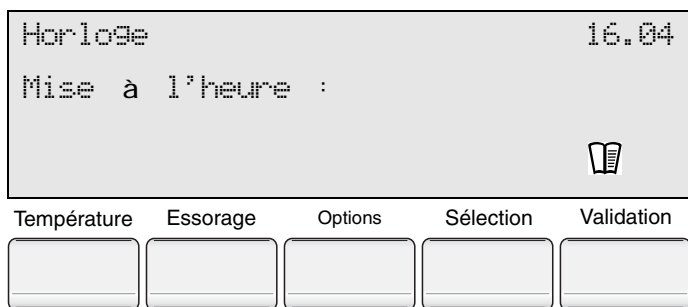 Horloge 16.04
Mise à l'heure :
Température Essorage Options Sélection Validation